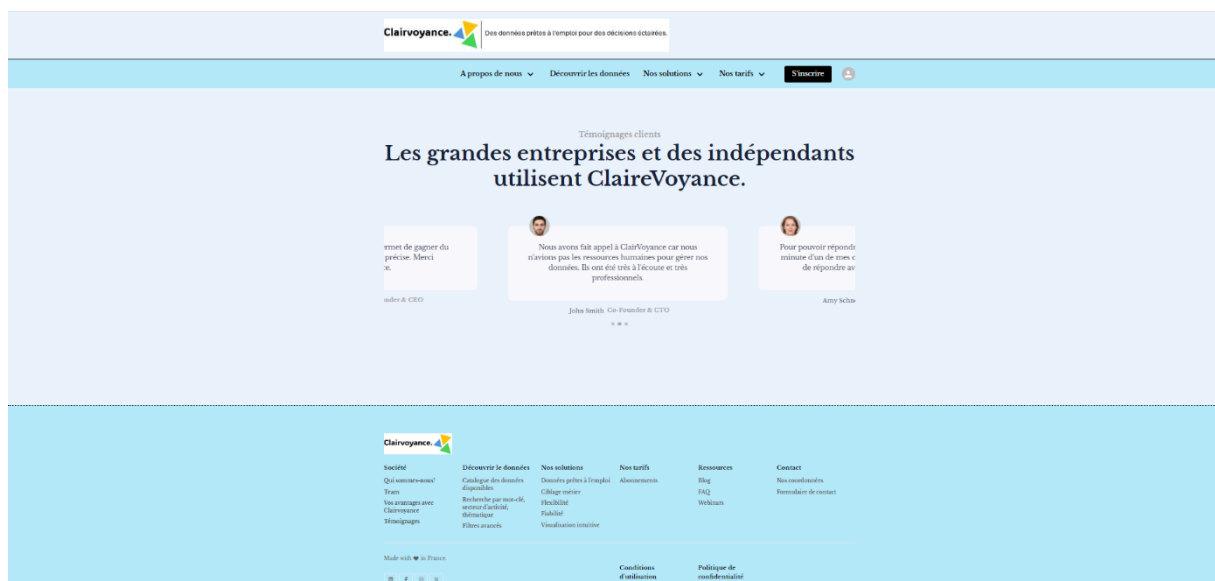 Clairvoyance.
Des données prêtes à l'emploi pour des décisions éclairées.
A propos de nous
Découvrir les données
Nos solutions
Nos tarifs
S'inscrire
Témoignages clients
Les grandes entreprises et des indépendants
utilisent ClaireVoyance.
ermet de gagner du
précise. Merci
Nous avons fait appel à ClairVoyance car nous
n'avions pas les ressources humaines pour gérer nos
données. Ils ont été très à l'écoute et très
professionnels.
Pour pouvoir répondr
minute d'un de mes c
de répondre av
under & CEO
John Smith Co-Founder & CTO
Amy Schn
Clairvoyance.
Société
Qui sommes-nous?
Team
Vos avantages avec
Clairvoyance
Témoignages
Découvrir le données
Catalogue des données
disponibles
Recherche par mot-clé,
secteur d'activité,
thématique
Filtres avancés
Nos solutions
Données prêtes à l'emploi
Ciblage métier
Flexibilité
Fiabilité
Visualisation intuitive
Nos tarifs
Abonnements
Ressources
Blog
FAQ
Webinars
Contact
Nos coordonnées
Formulaire de contact
Made with ❤ in France.
Conditions
d'utilisation
Politique de
confidentialité